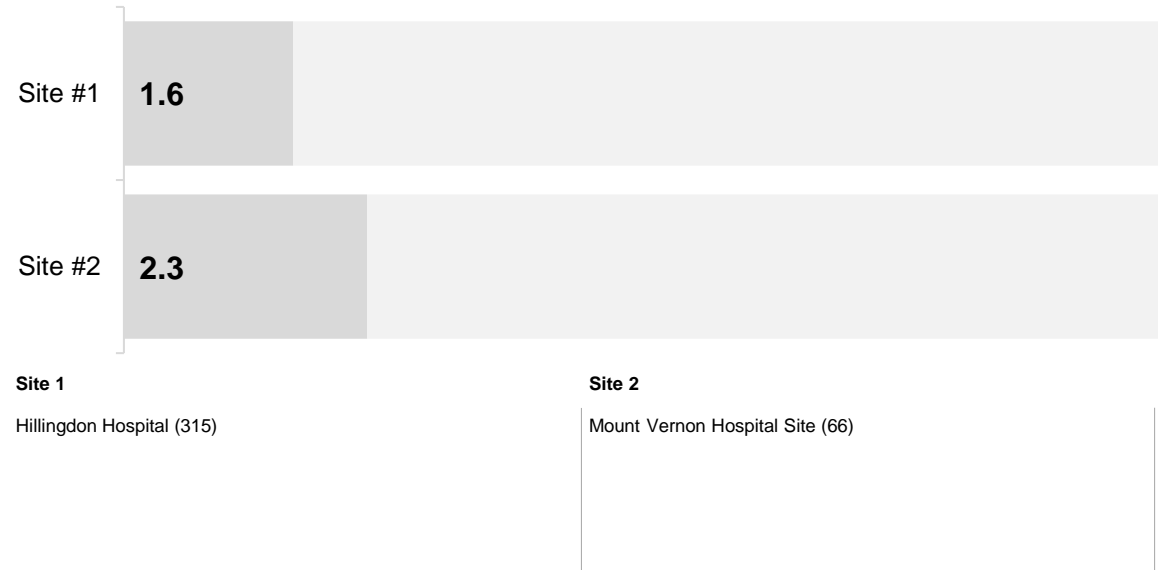 Site #1
1.6
Site #2
2.3
Site 1
Site 2
Hillingdon Hospital (315)
Mount Vernon Hospital Site (66)